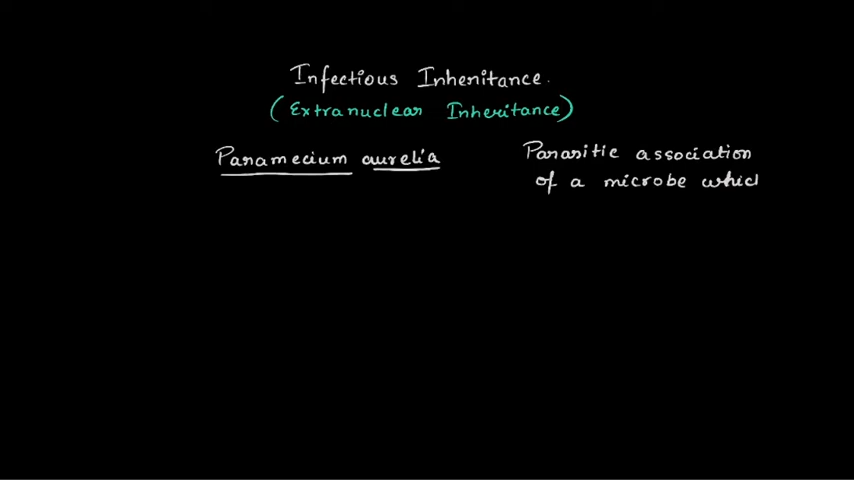 Infectious Inheritance.
(Extranuclear Inheritance)
Paramecium aurelia
Parasitic association
of a microbe whic